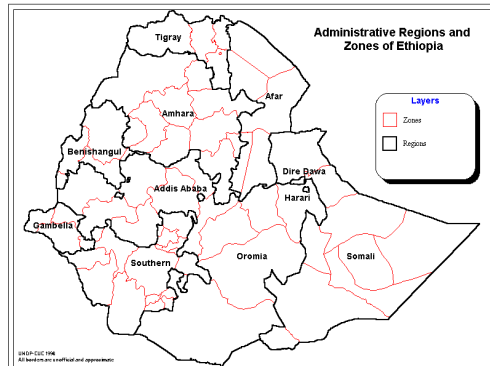 Administrative Regions and
Zones of Ethiopia
Tigray
Afar
Amhara
Layers
Zones
Regions
Benishangul
Dire Dawa
Addis Ababa
Harari
Gambella
Southern
Oromia
Somali
UNDP-CUC 1996
All borders are unofficial and approximate